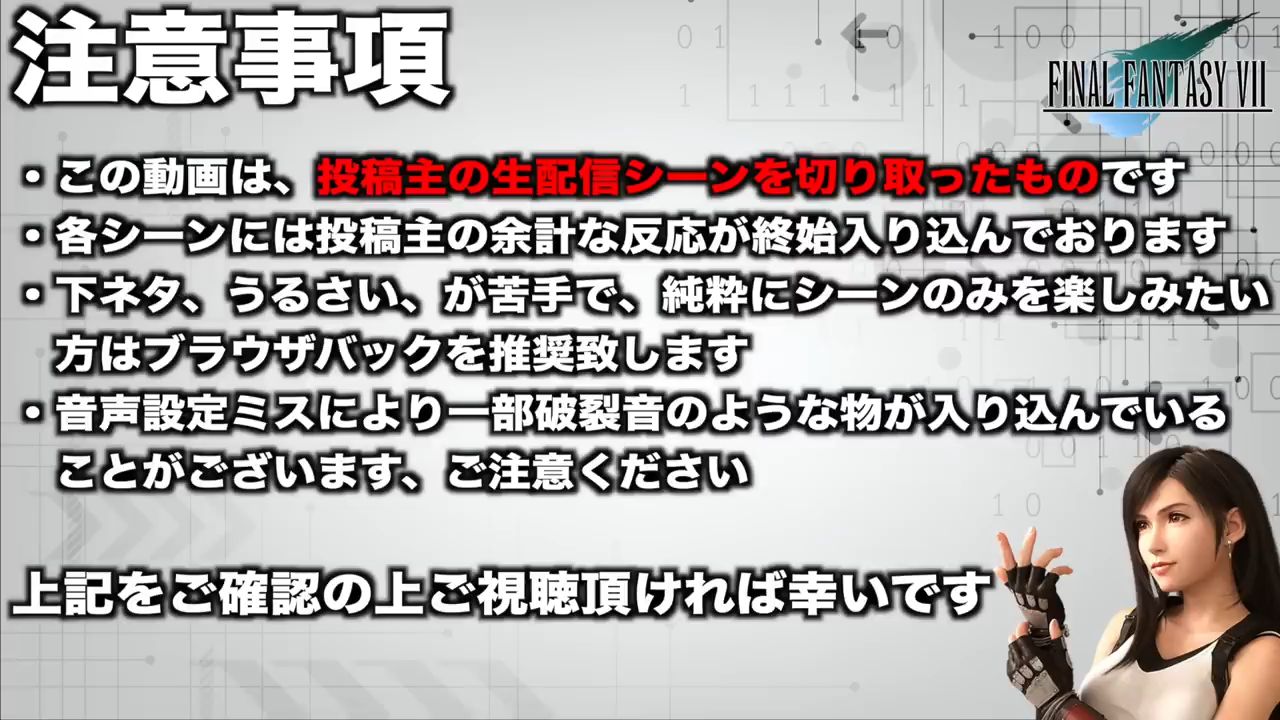 注意事項
FINAL FANTASY VII
・この動画は、投稿主の生配信シーンを切り取ったものです
・各シーンには投稿主の余計な反応が終始入り込んでおります
・下ネタ、うるさい、が苦手で、純粋にシーンのみを楽しみたい
方はブラウザバックを推奨致します
・音声設定ミスにより一部破裂音のような物が入り込んでいる
ことがございます、ご注意ください
上記をご確認の上ご視聴頂ければ幸いです